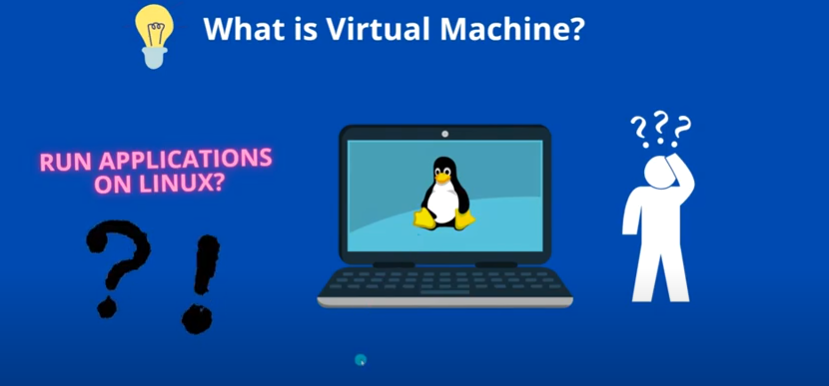 What is Virtual Machine?
RUN APPLICATIONS
ON LINUX?
???
?!